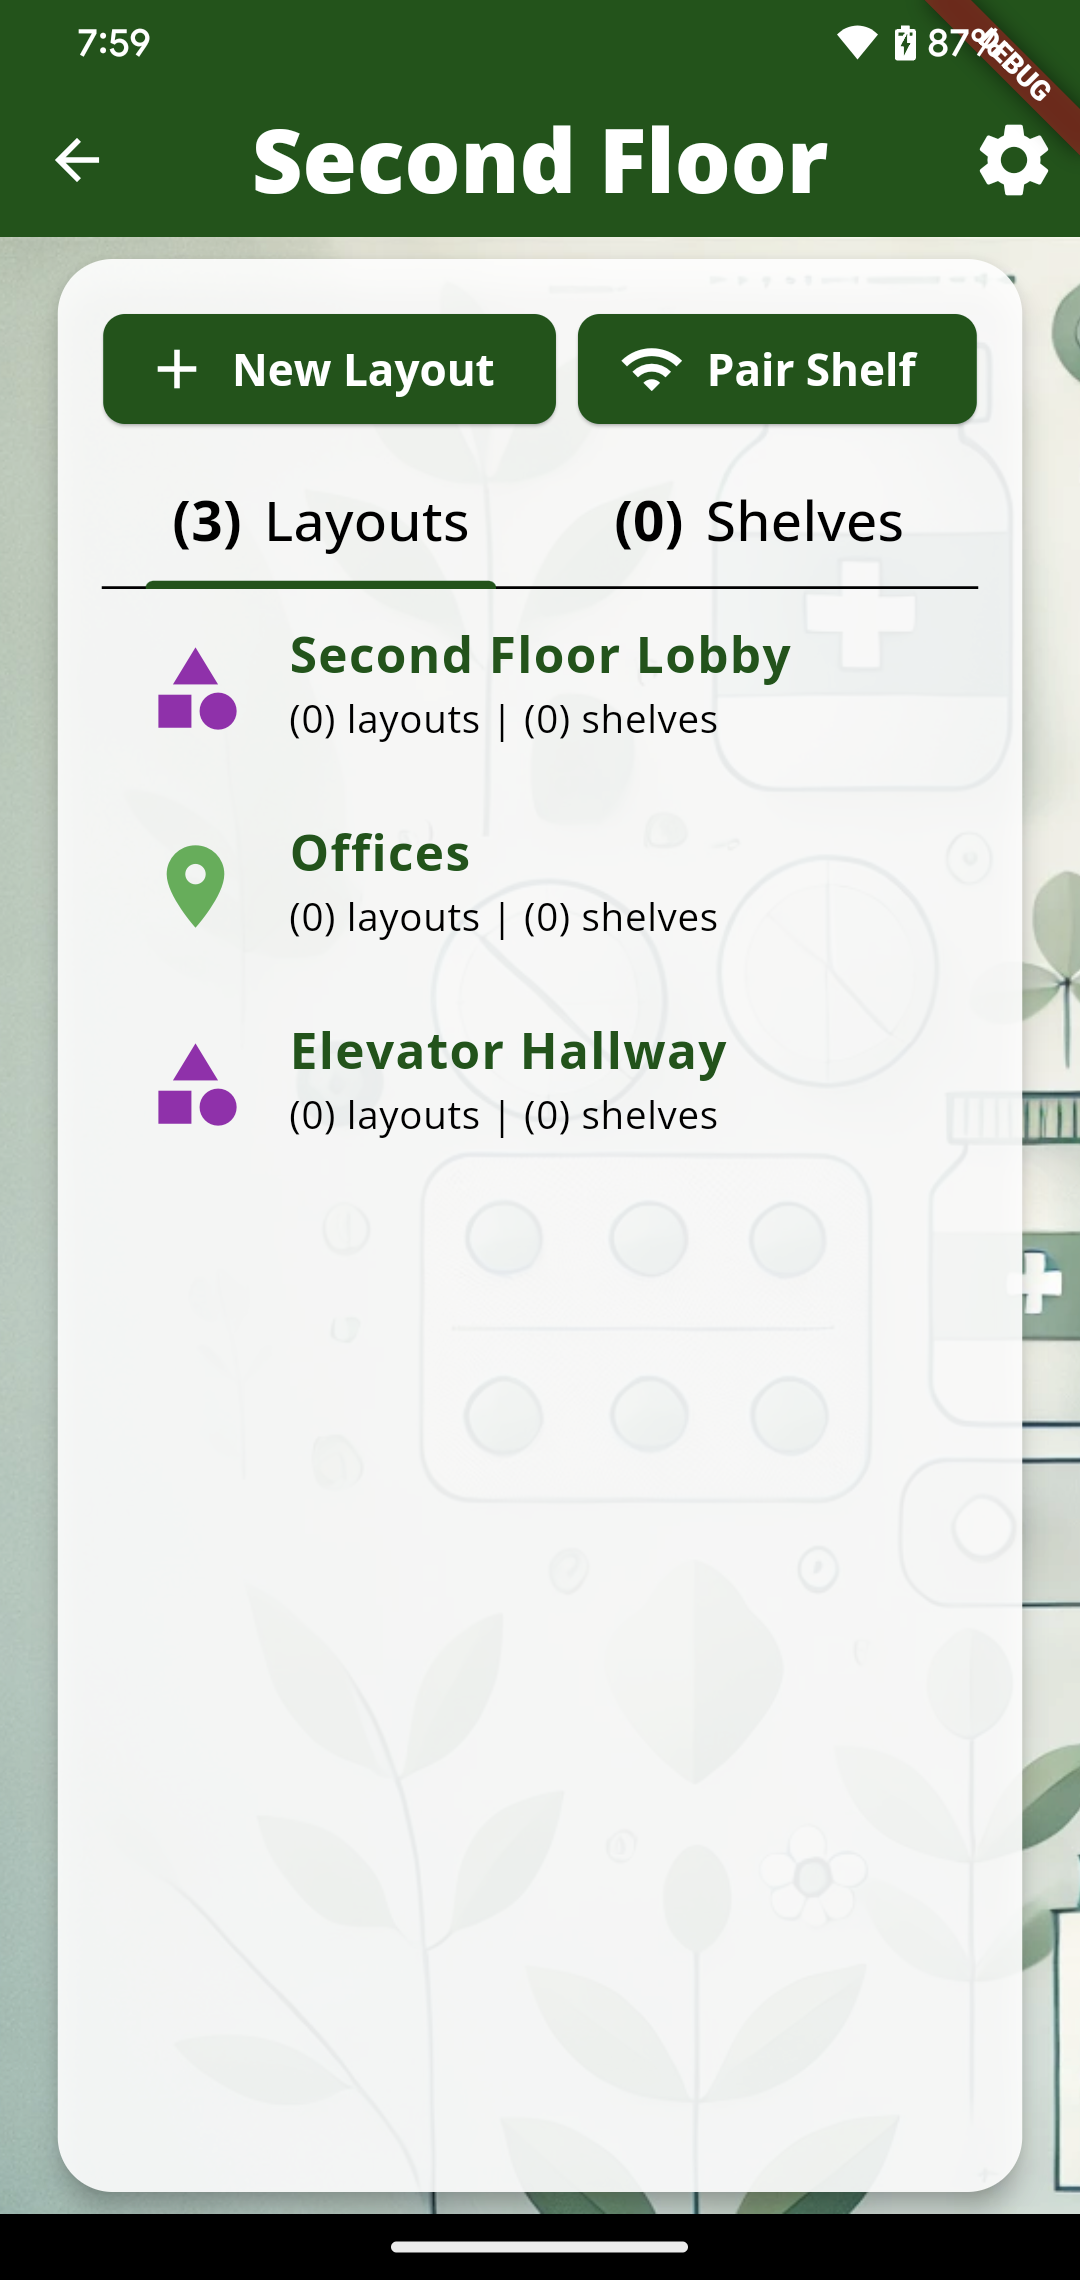 7:59
87%
DEBUG
Second Floor
New Layout
Pair Shelf
(3) Layouts
(0) Shelves
Second Floor Lobby
(0) layouts | (0) shelves
Offices
(0) layouts | (0) shelves
Elevator Hallway
(0) layouts | (0) shelves